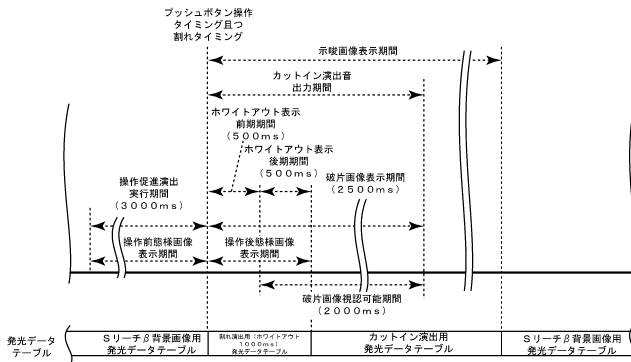 プッシュボタン操作
タイミング且つ
割れタイミング
示唆画像表示期間
カットイン演出音
出力期間
ホワイトアウト表示
前期期間
(500ms)
ホワイトアウト表示
後期期間
(500ms)
操作促進演出
実行期間
(3000ms)
破片画像表示期間
(2500ms)
操作前態様画像
表示期間
操作後態様画像
表示期間
破片画像視認可能期間
(2000ms)
発光データ
テーブル
Sリーチβ背景画像用
発光データテーブル
割れ演出用(ホワイトアウト
1000ms)
発光データテーブル
カットイン演出用
発光データテーブル
Sリーチβ背景画像用
発光データテーブル